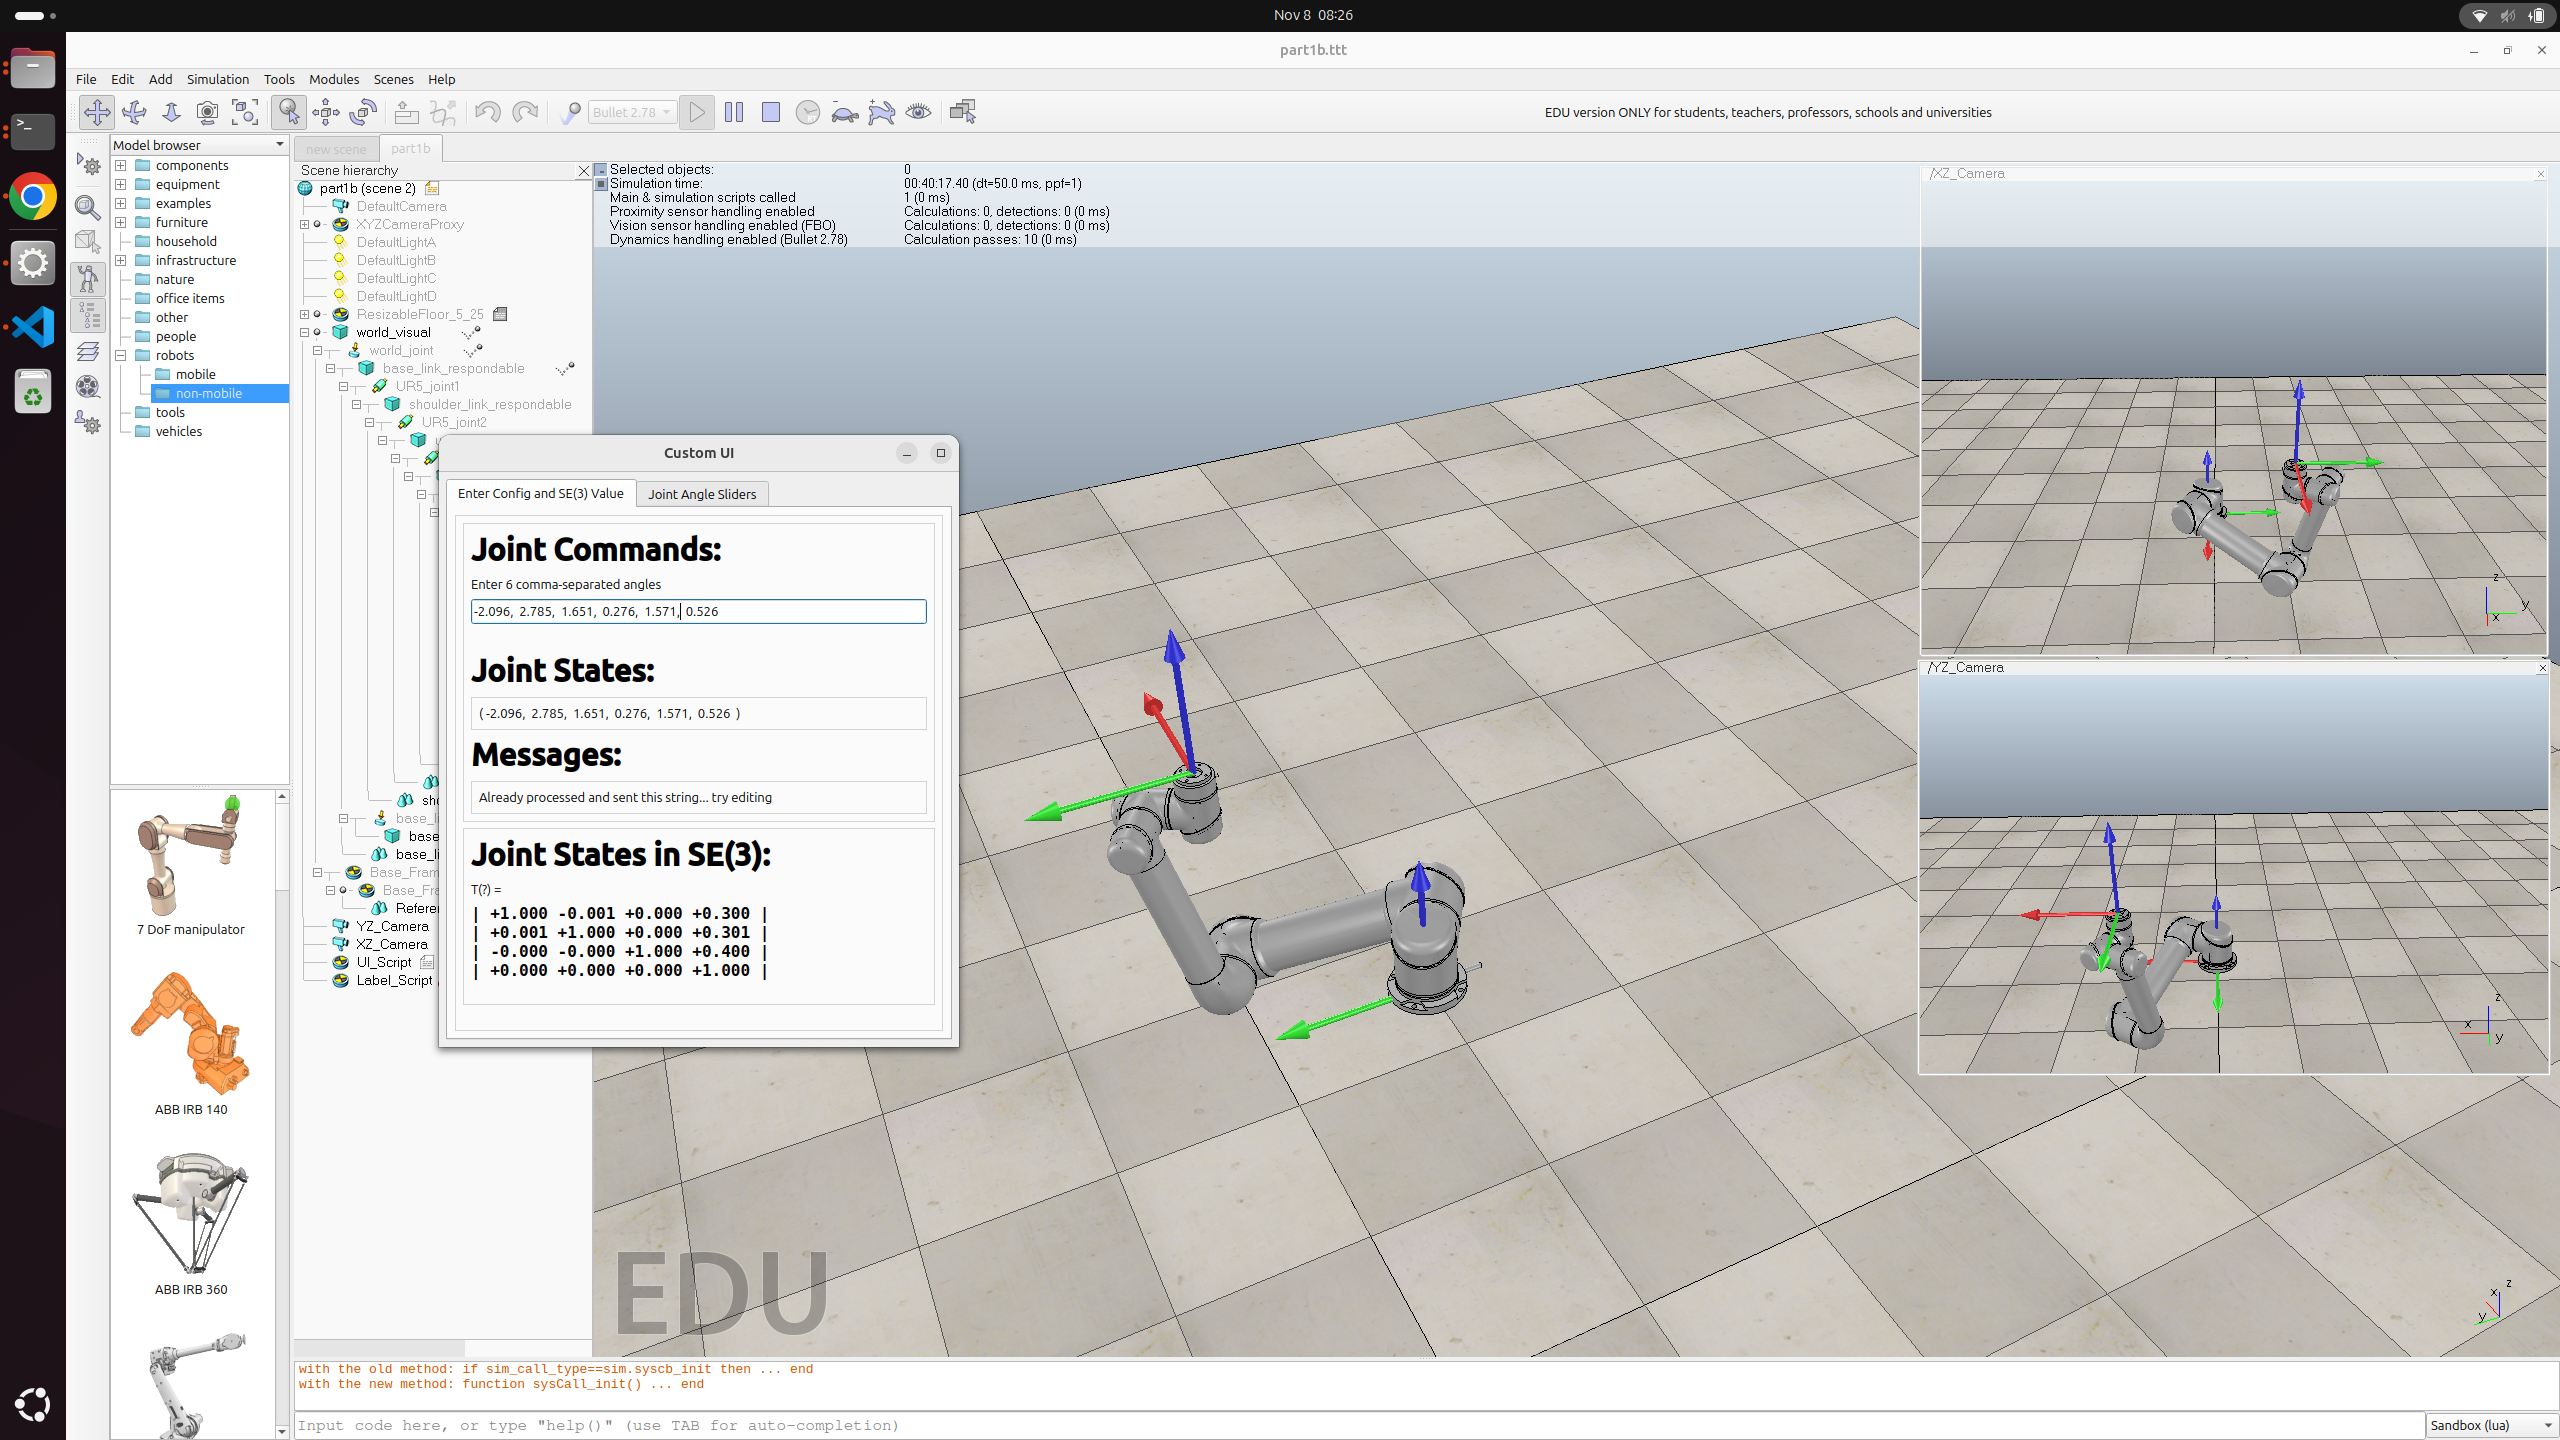 Nov 8 08:26
part1b.ttt
File Edit Add Simulation Tools Modules Scenes Help
Bullet 2.78
EDU version ONLY for students, teachers, professors, schools and universities
Model browser
components
equipment
examples
furniture
household
infrastructure
nature
office items
other
people
robots
mobile
non-mobile
tools
vehicles
7 DoF manipulator
ABB IRB 140
ABB IRB 360
new scene
part1b
Scene hierarchy
part1b (scene 2)
DefaultCamera
XYZCameraProxy
DefaultLightA
DefaultLightB
DefaultLightC
DefaultLightD
ResizableFloor_5_25
world_visual
world_joint
base_link_respondable
UR5_joint1
shoulder_link_respondable
UR5_joint2
sho
base_li
base
base_li
Base_Fram
Base_Fra
Referer
YZ_Camera
XZ_Camera
UI_Script
Label_Script
Selected objects: 0
Simulation time: 00:40:17.40 (dt=50.0 ms, ppf=1)
Main & simulation scripts called 1 (0 ms)
Proximity sensor handling enabled Calculations: 0, detections: 0 (0 ms)
Vision sensor handling enabled (FBO) Calculations: 0, detections: 0 (0 ms)
Dynamics handling enabled (Bullet 2.78) Calculation passes: 10 (0 ms)
Custom UI
Enter Config and SE(3) Value
Joint Angle Sliders
Joint Commands:
Enter 6 comma-separated angles
-2.096, 2.785, 1.651, 0.276, 1.571, 0.526
Joint States:
(-2.096, 2.785, 1.651, 0.276, 1.571, 0.526 )
Messages:
Already processed and sent this string... try editing
Joint States in SE(3):
T(?) =
| +1.000 -0.001 +0.000 +0.300 |
| +0.001 +1.000 +0.000 +0.301 |
| -0.000 -0.000 +1.000 +0.400 |
| +0.000 +0.000 +0.000 +1.000 |
/XZ_Camera
z
y
x
/YZ_Camera
z
x
y
EDU
z
x
y
with the old method: if sim_call_type==sim.syscb_init then ... end
with the new method: function sysCall_init() ... end
Input code here, or type "help()" (use TAB for auto-completion)
Sandbox (lua)